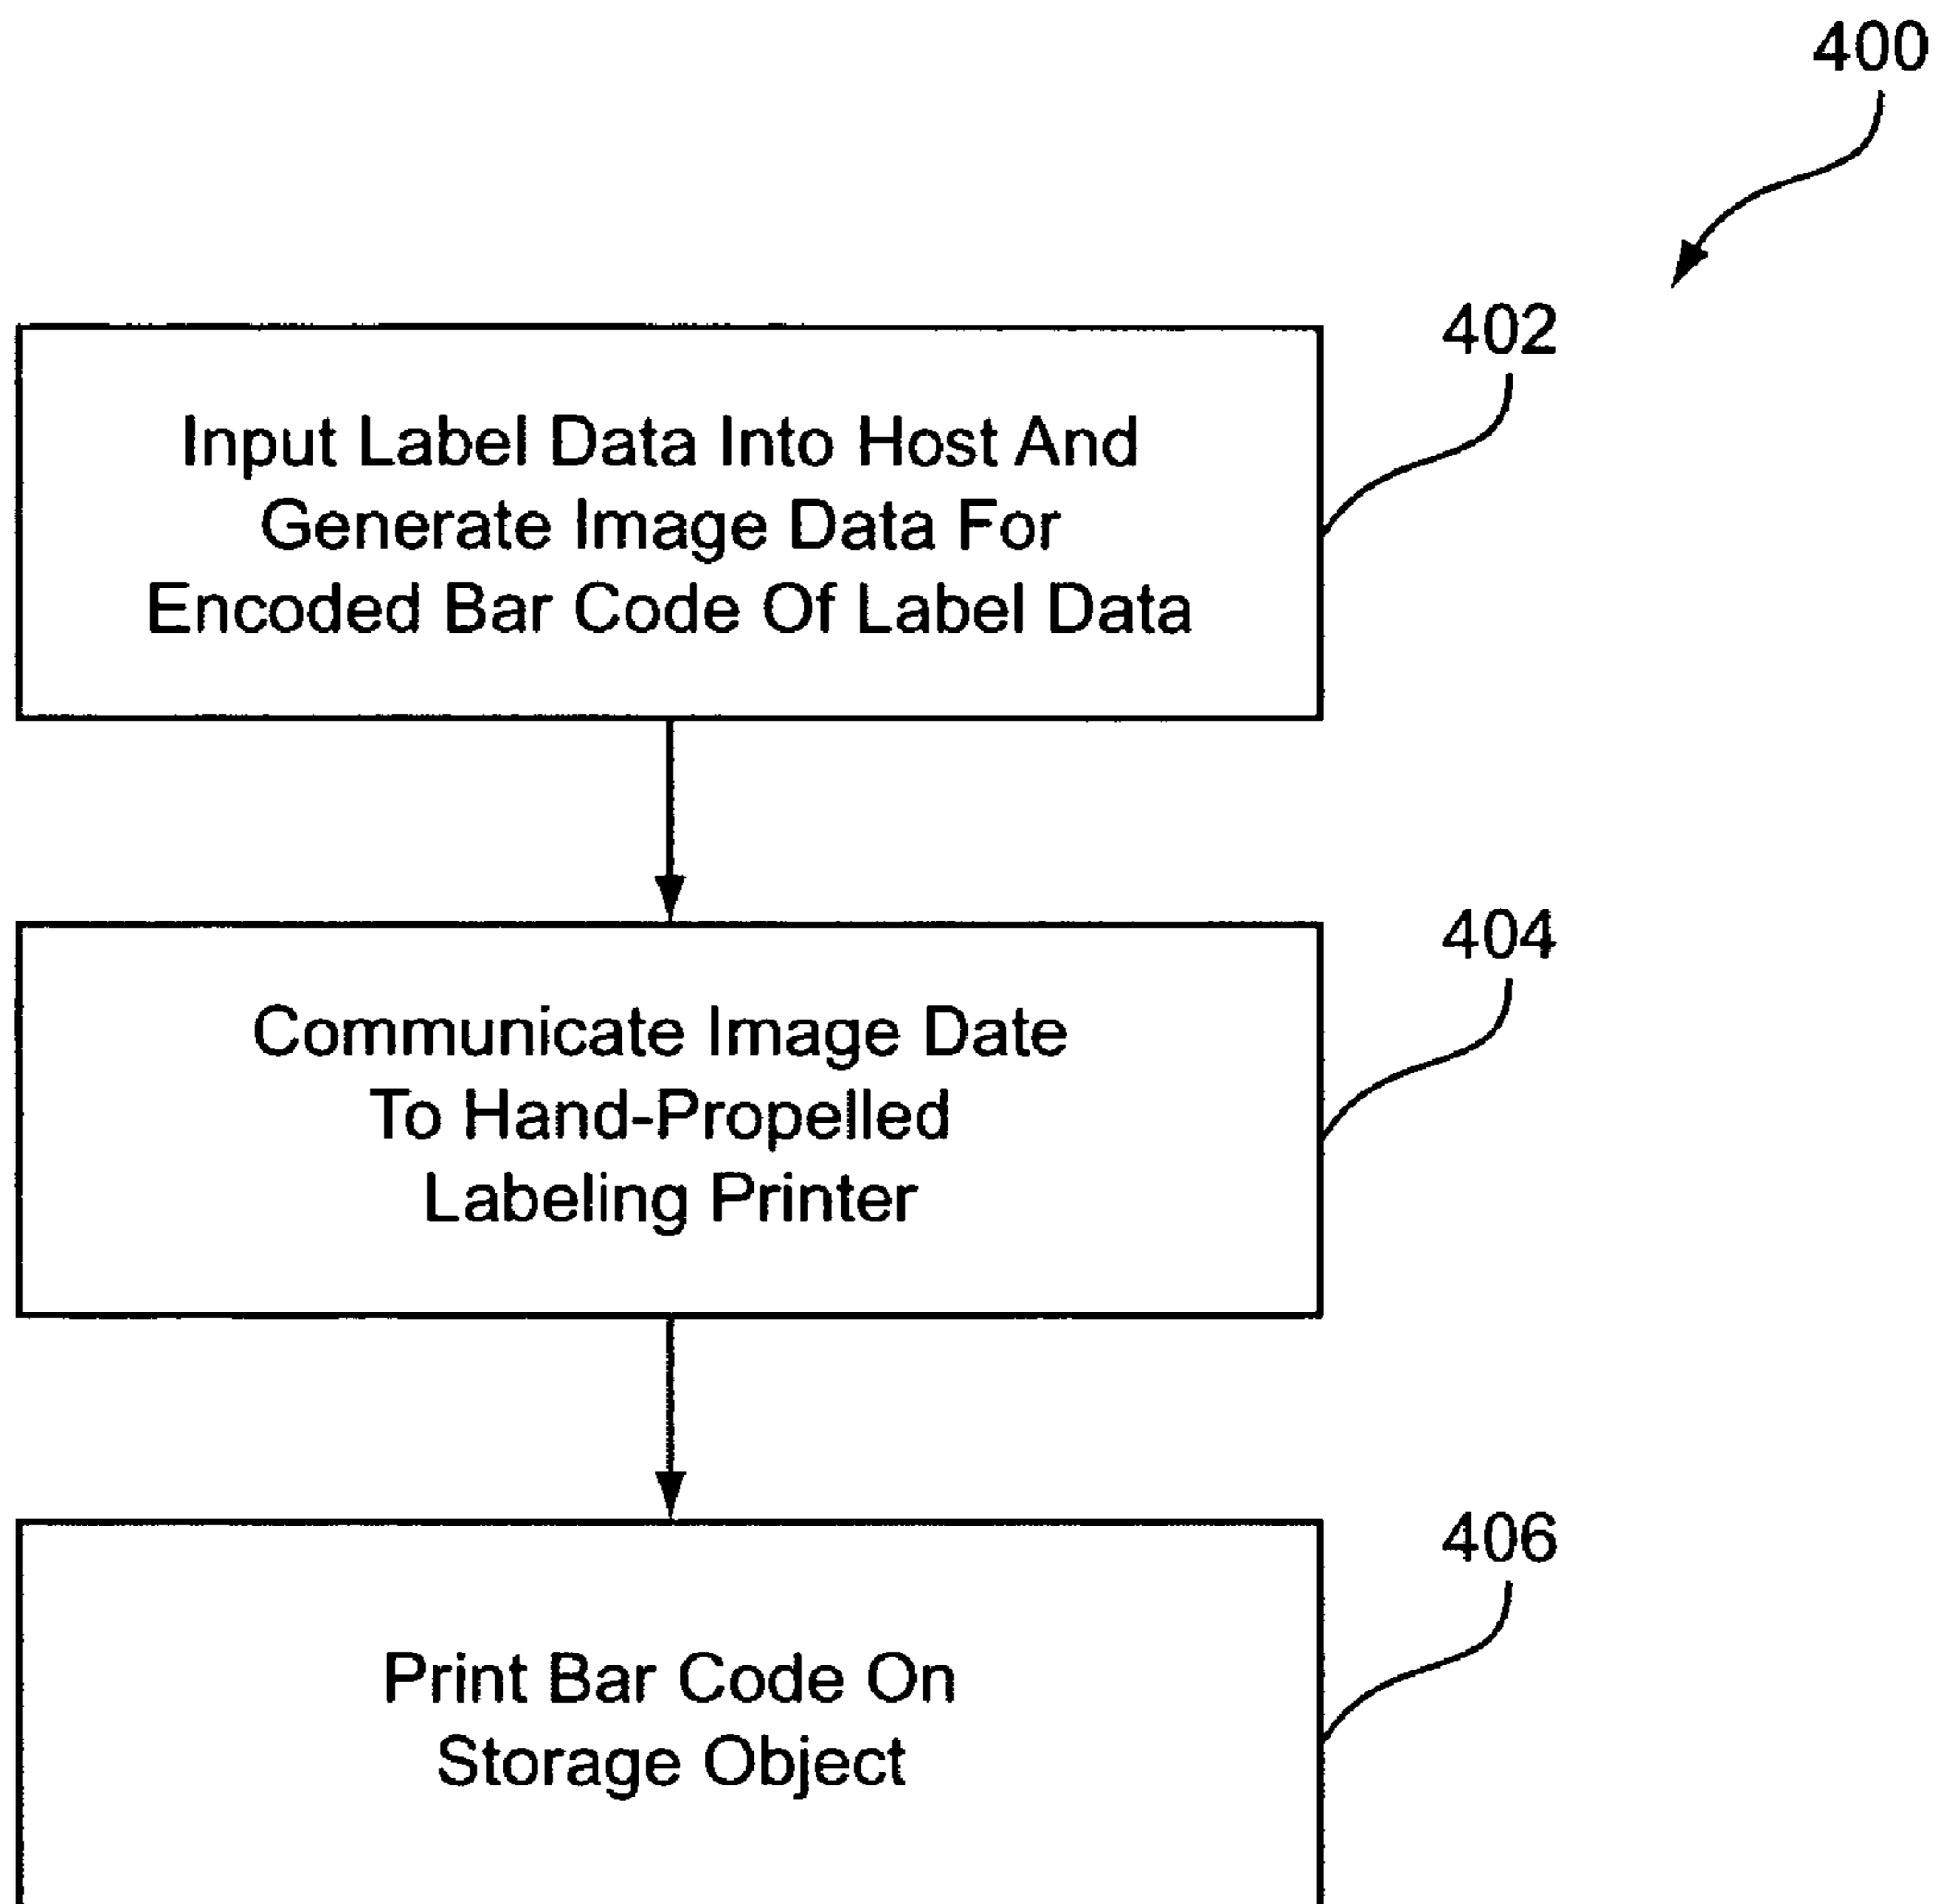 400
402
Input Label Data Into Host And
Generate Image Data For
Encoded Bar Code Of Label Data
404
Communicate Image Date
To Hand-Propelled
Labeling Printer
406
Print Bar Code On
Storage Object